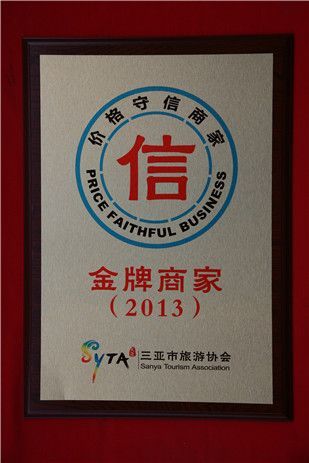 价格守信商家
信
PRICE FAITHFUL BUSINESS
金牌商家
(2013)
SYTA 三亚市旅游协会
Sanya Tourism Association